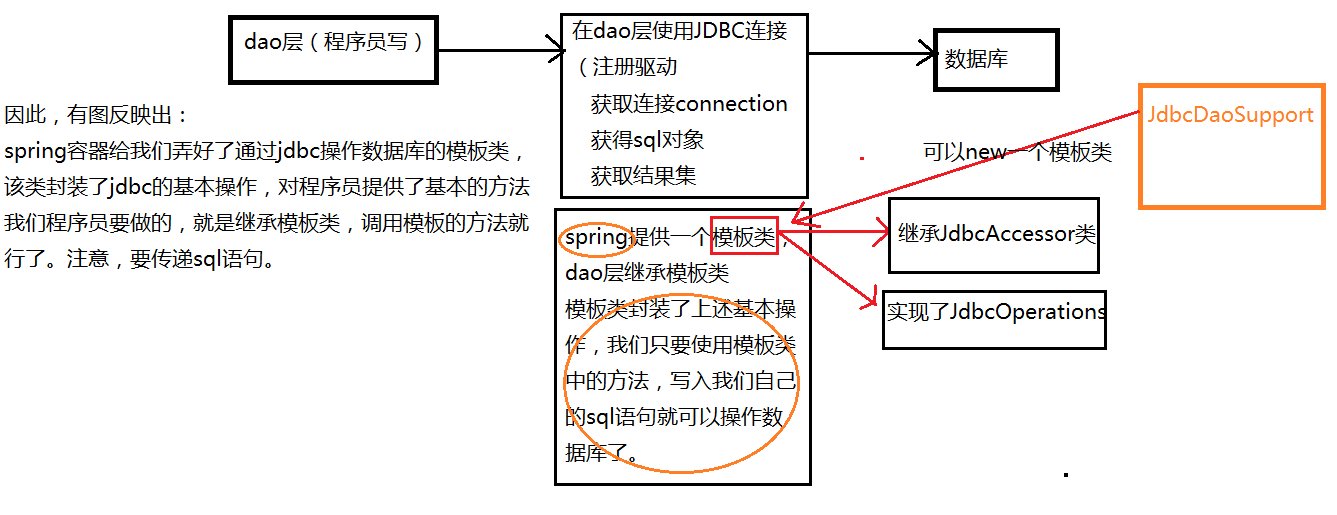 dao层（程序员写）
在dao层使用JDBC连接
（注册驱动
获取连接connection
获得sql对象
获取结果集
数据库
因此，有图反映出：
spring容器给我们弄好了通过jdbc操作数据库的模板类，
该类封装了jdbc的基本操作，对程序员提供了基本的方法
我们程序员要做的，就是继承模板类，调用模板的方法就
行了。注意，要传递sql语句。
JdbcDaoSupport
可以new一个模板类
spring提供一个模板类，
dao层继承模板类
模板类封装了上述基本操
作，我们只要使用模板类
中的方法，写入我们自己
的sql语句就可以操作数
据库了。
继承JdbcAccessor类
实现了JdbcOperations